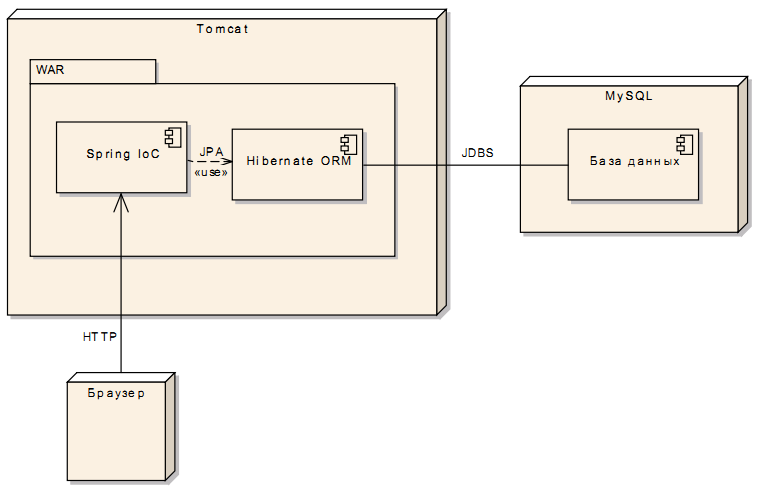 Tomcat
WAR
MySQL
Spring IoC
JPA
«use»
Hibernate ORM
JDBS
База данных
HTTP
Браузер